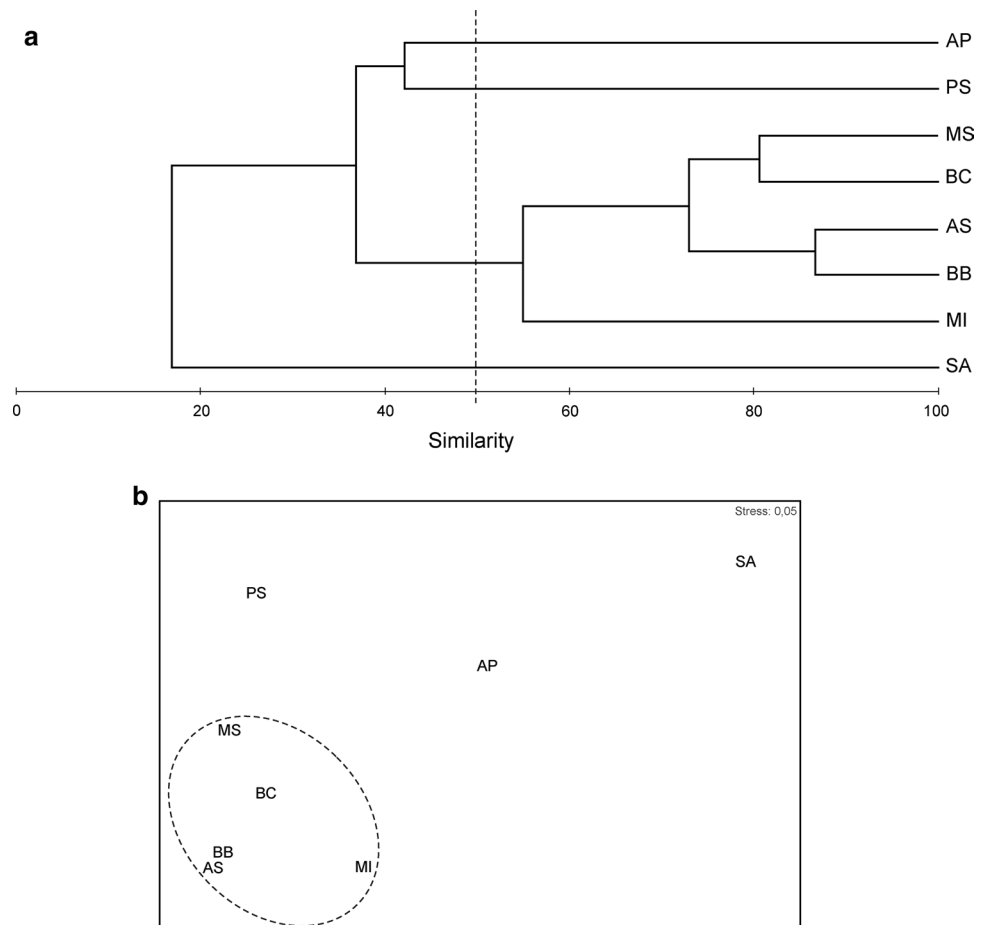 a
AP
PS
MS
BC
AS
BB
MI
SA
0 20 40 60 80 100
Similarity
b
Stress: 0,05
SA
PS
AP
MS
BC
BB
AS
MI